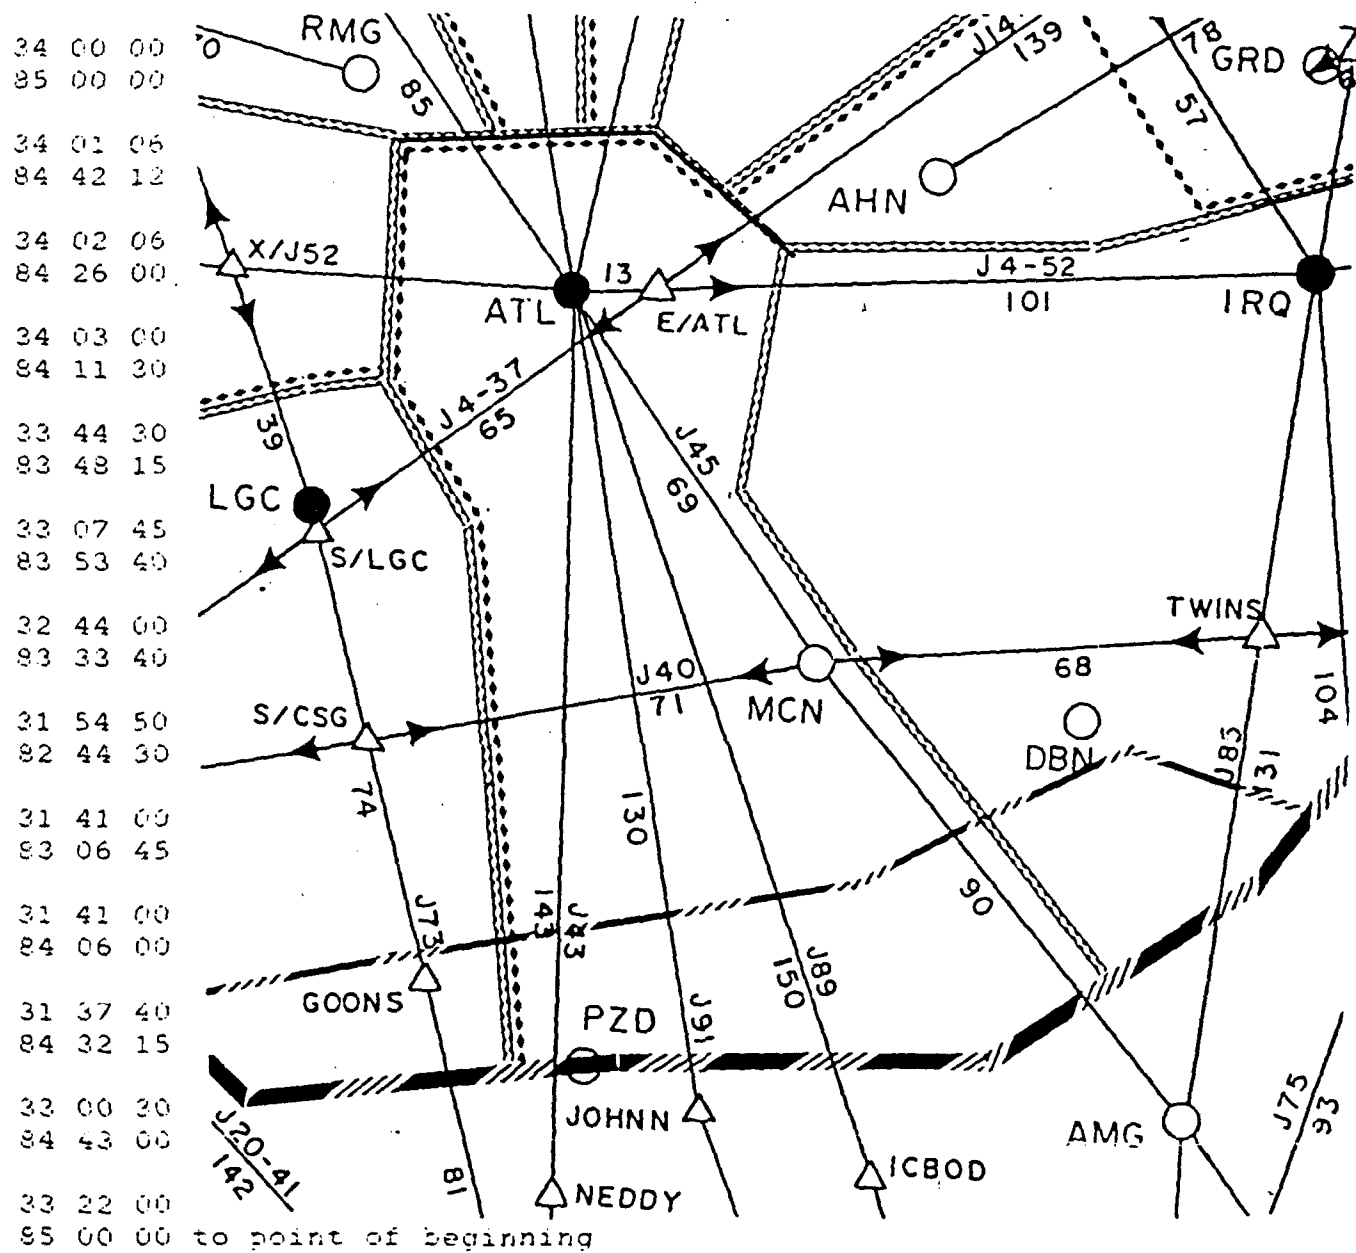 34 00 00
85 00 00
34 01 06
84 42 12
34 02 06
84 26 00
34 03 00
84 11 30
33 44 30
83 48 15
33 07 45
83 53 40
32 44 00
83 33 40
31 54 50
82 44 30
31 41 00
83 06 45
31 41 00
84 06 00
31 37 40
84 32 15
33 00 30
84 43 00
33 22 00
85 00 00 to point of beginning
RMG
85
J14
139
78
GRD
57
AHN
X/J52
13
ATL
E/ATL
J4-52
101
IRQ
J4-37
65
39
J45
69
LGC
S/LGC
TWINS
J40
71
MCN
68
104
S/CSG
DBN
J85
131
74
130
90
J73
143
J43
J89
150
GOONS
PZD
J91
JOHNN
AMG
J75
93
J20-41
142
81
NEDDY
ICBOD